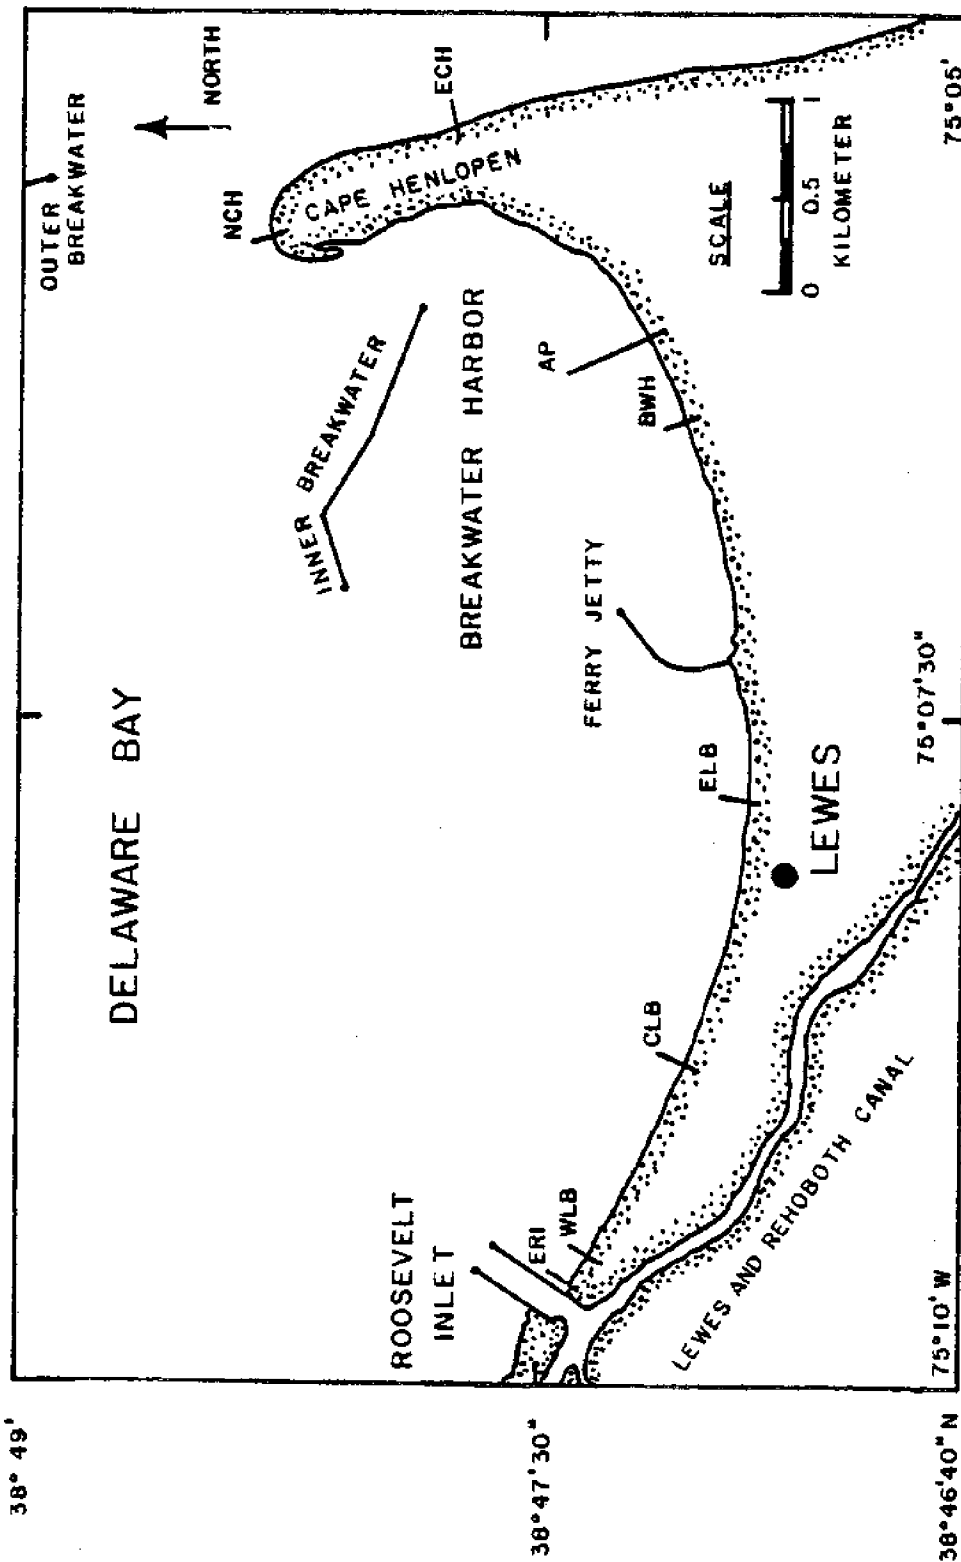 38° 49'
38° 47' 30"
38° 46' 40" N
OUTER
BREAKWATER
NORTH
DELAWARE BAY
NCH
CAPE HENLOPEN
ECH
INNER BREAKWATER
BREAKWATER HARBOR
AP
BWH
FERRY JETTY
SCALE
0 0.5 1
KILOMETER
ROOSEVELT
INLET
ERI
WLB
CLB
ELB
LEWES
LEWES AND REHOBOTH CANAL
75° 10' W
75° 07' 30"
75° 05'